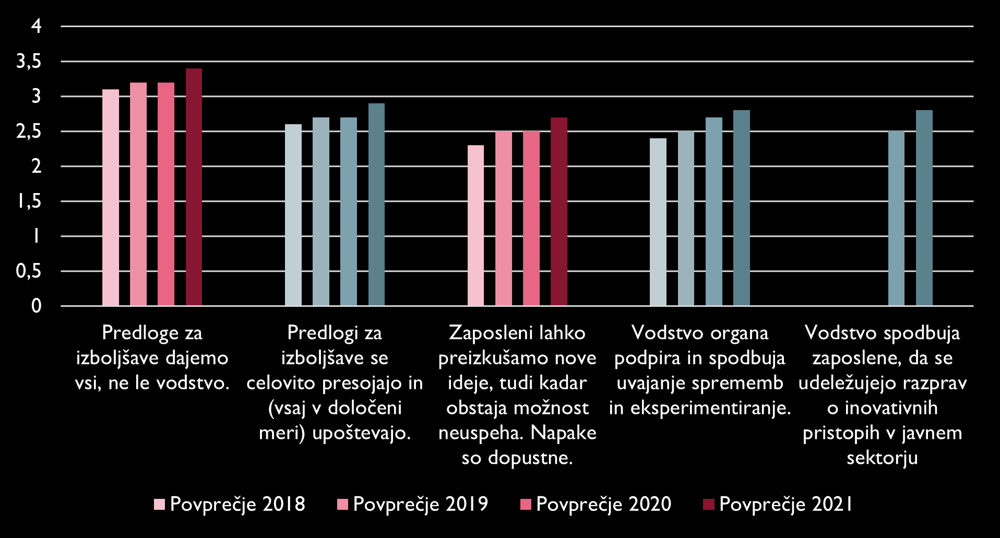 4
3,5
3
2,5
2
1,5
1
0,5
0
Predloge za
izboljšave dajemo
vsi, ne le vodstvo.
Predlogi za
izboljšave se
celovito presojajo in
(vsaj v določeni
meri) upoštevajo.
Zaposleni lahko
preizkušamo nove
ideje, tudi kadar
obstaja možnost
neuspeha. Napake
so dopustne.
Vodstvo organa
podpira in spodbuja
uvajanje sprememb
in eksperimentiranje.
Vodstvo spodbuja
zaposlene, da se
udeležujejo razprav
o inovativnih
pristopih v javnem
sektorju
Povprečje 2018
Povprečje 2019
Povprečje 2020
Povprečje 2021